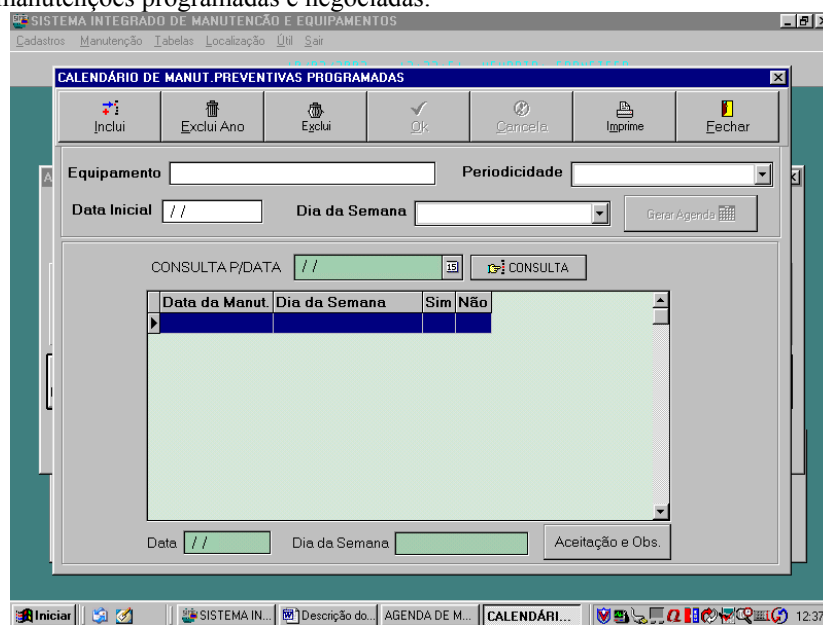 manutenções programadas e negociadas.
SISTEMA INTEGRADO DE MANUTENCÃO E EQUIPAMENTOS
Cadastros Manutenção Tabelas Localização Útil Sair
CALENDÁRIO DE MANUT.PREVENTIVAS PROGRAMADAS
Inclui Exclui Ano Exclui Ok Cancela Imprime Fechar
Equipamento Periodicidade
Data Inicial / / Dia da Semana Gerar Agenda
CONSULTA P/DATA / / 15 CONSULTA
Data da Manut. Dia da Semana Sim Não
Data / / Dia da Semana Aceitação e Obs.
Iniciar SISTEMA IN... Descrição do... AGENDA DE M... CALENDÁRI... 12:37